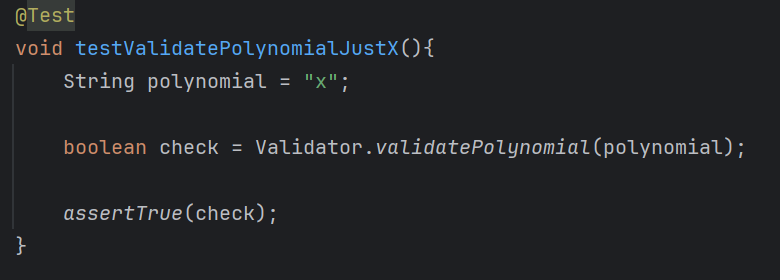 @Test
void testValidatePolynomialJustX(){
    String polynomial = "x";
    boolean check = Validator.validatePolynomial(polynomial);
    assertTrue(check);
}